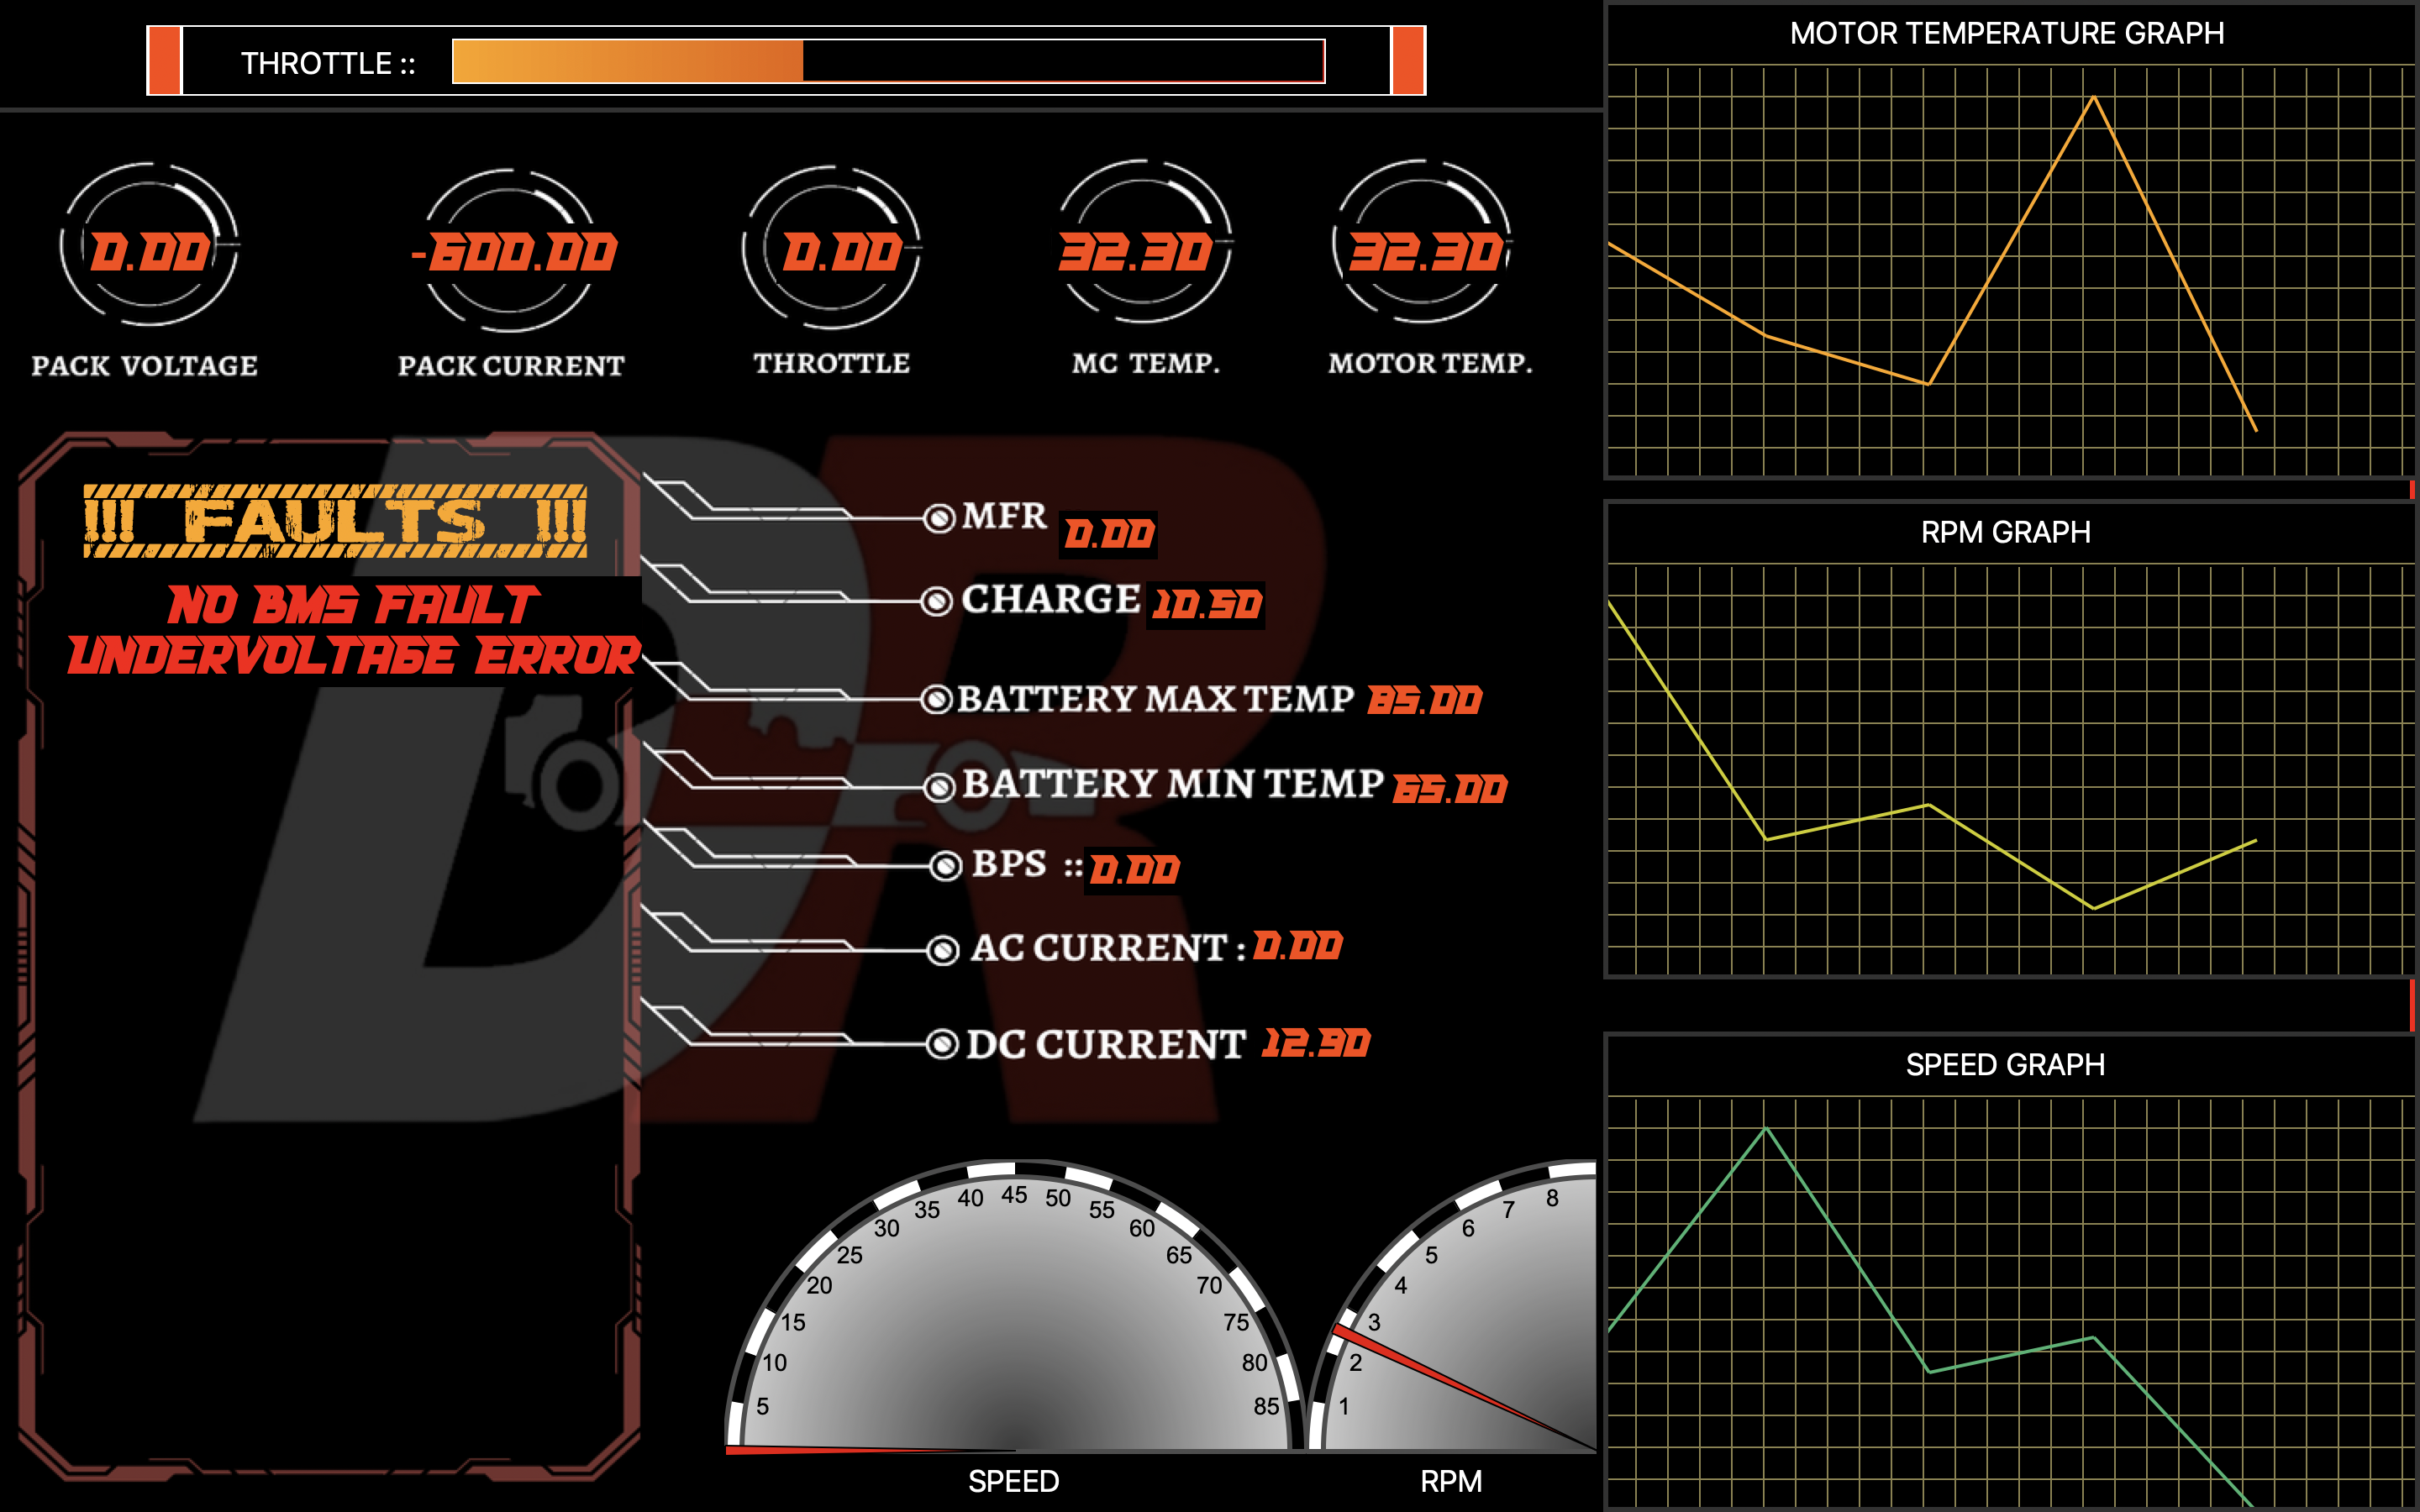 THROTTLE ::
0.00
-600.00
0.00
32.30
32.30
PACK VOLTAGE
PACK CURRENT
THROTTLE
MC TEMP.
MOTOR TEMP.
!!! FAULTS !!!
NO BMS FAULT
UNDERVOLTAGE ERROR
MFR 0.00
CHARGE 10.50
BATTERY MAX TEMP 85.00
BATTERY MIN TEMP 65.00
BPS :: 0.00
AC CURRENT : 0.00
DC CURRENT 12.90
DR
5
10
15
20
25
30
35
40
45
50
55
60
65
70
75
80
85
SPEED
1
2
3
4
5
6
7
8
RPM
MOTOR TEMPERATURE GRAPH
RPM GRAPH
SPEED GRAPH